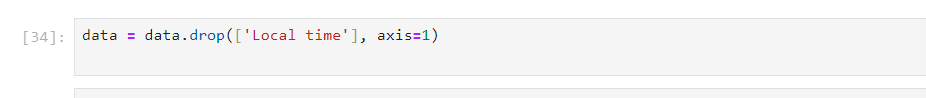 [34]: data = data.drop(['Local time'], axis=1)